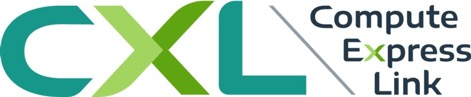 CXL
Compute
Express
Link